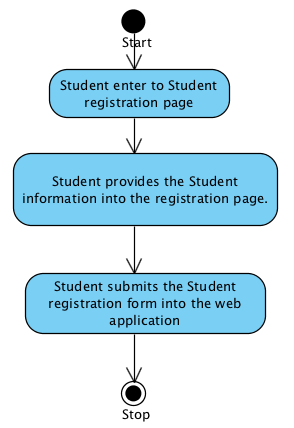 Start
Student enter to Student
registration page
Student provides the Student
information into the registration page.
Student submits the Student
registration form into the web
application
Stop